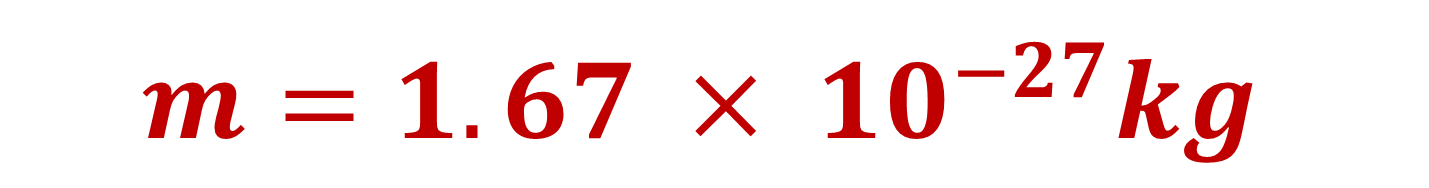 m = 1.67 × 10⁻²⁷kg